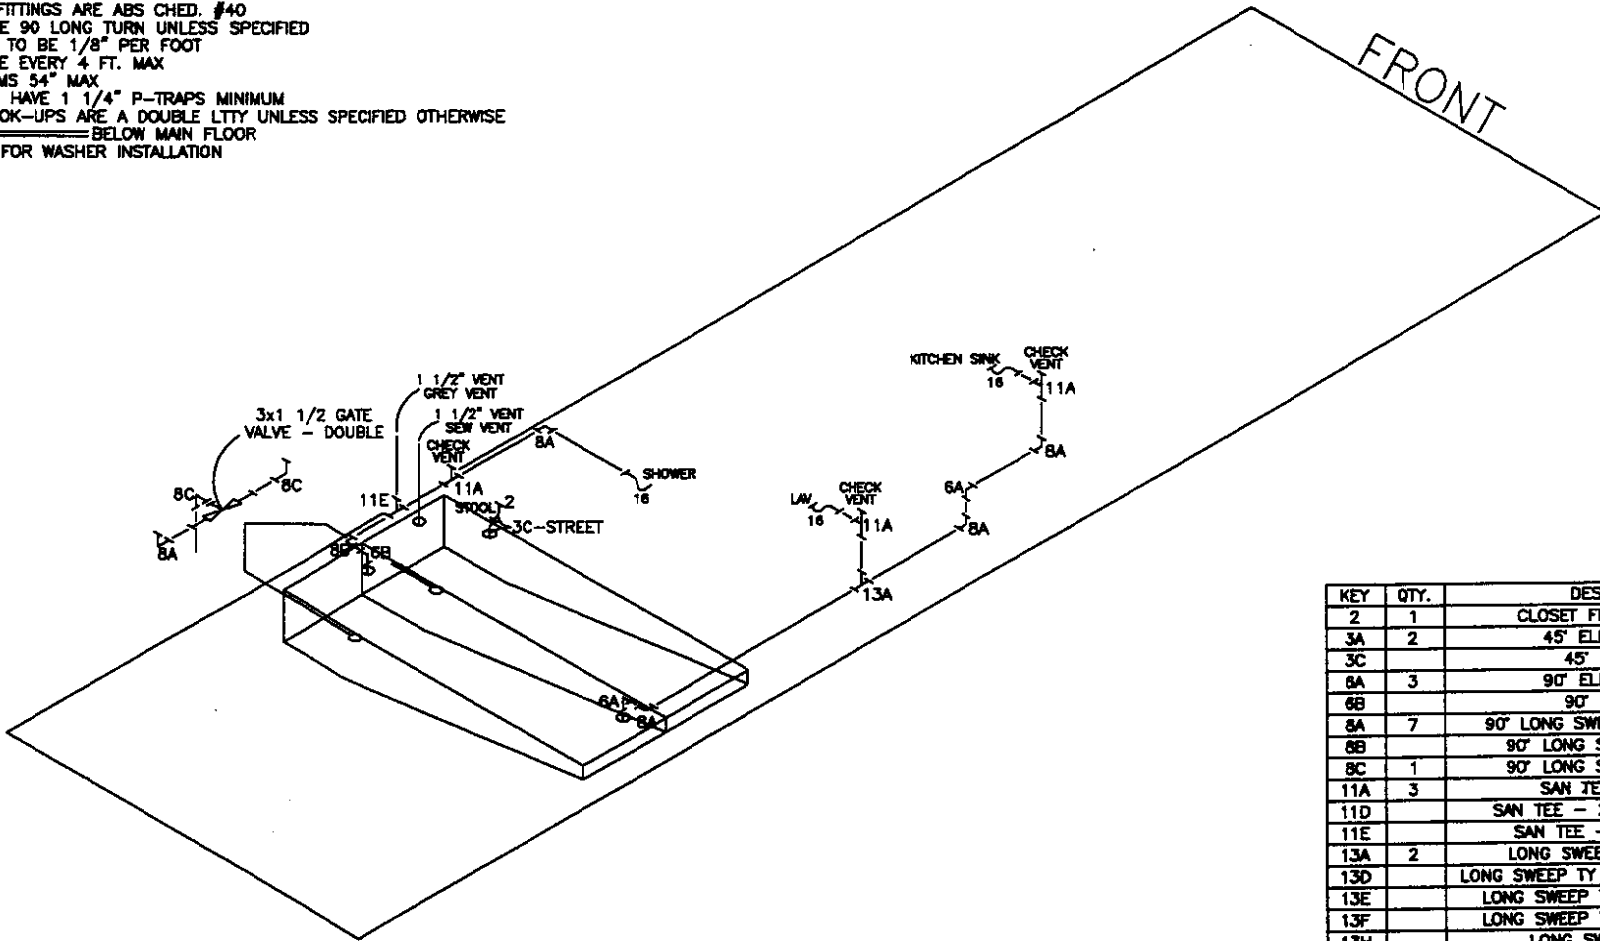 FITTINGS ARE ABS CHED. #40
E 90 LONG TURN UNLESS SPECIFIED
TO BE 1/8" PER FOOT
E EVERY 4 FT. MAX
MS 54" MAX
HAVE 1 1/4" P-TRAPS MINIMUM
OK-UPS ARE A DOUBLE LTTY UNLESS SPECIFIED OTHERWISE
BELOW MAIN FLOOR
FOR WASHER INSTALLATION
FRONT
KITCHEN SINK
CHECK
VENT
16
11A
8A
6A
8A
1 1/2" VENT
GREY VENT
3x1 1/2 GATE
VALVE - DOUBLE
1 1/2" VENT
SEW VENT
CHECK
VENT
8A
SHOWER
16
8C
8C
8A
11E
11A
STOOL
2
3C-STREET
8B
6B
LAV
CHECK
VENT
16
11A
13A
6A
8A
KEY QTY. DES
2 1 CLOSET F
3A 2 45° EL
3C 45°
6A 3 90° EL
6B 90°
8A 7 90° LONG SW
8B 90° LONG
8C 1 90° LONG
11A 3 SAN TE
11D SAN TEE -
11E SAN TEE -
13A 2 LONG SWEE
13D LONG SWEEP TY
13E LONG SWEEP
13F LONG SWEEP
13H LONG SW